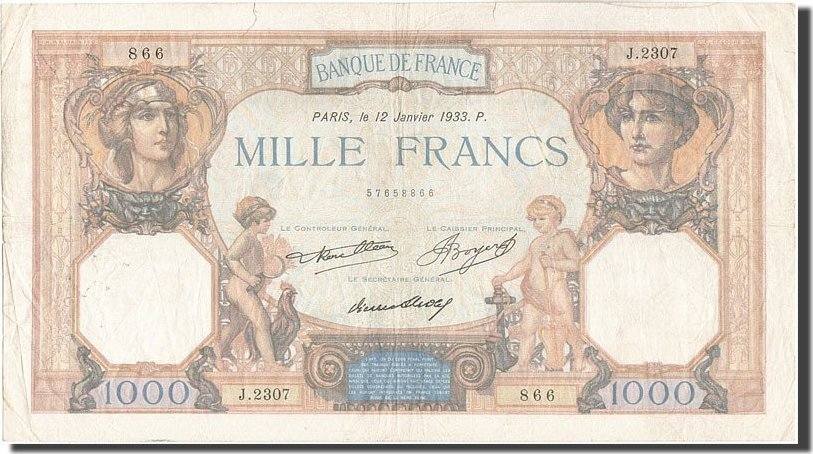 866
J.2307
BANQUE DE FRANCE
PARIS, le 12 Janvier 1933. P.
MILLE FRANCS
57658866
LE CONTROLEUR GÉNÉRAL,
LE CAISSIER PRINCIPAL,
LE SECRÉTAIRE GÉNÉRAL,
1000
J.2307
866
1000